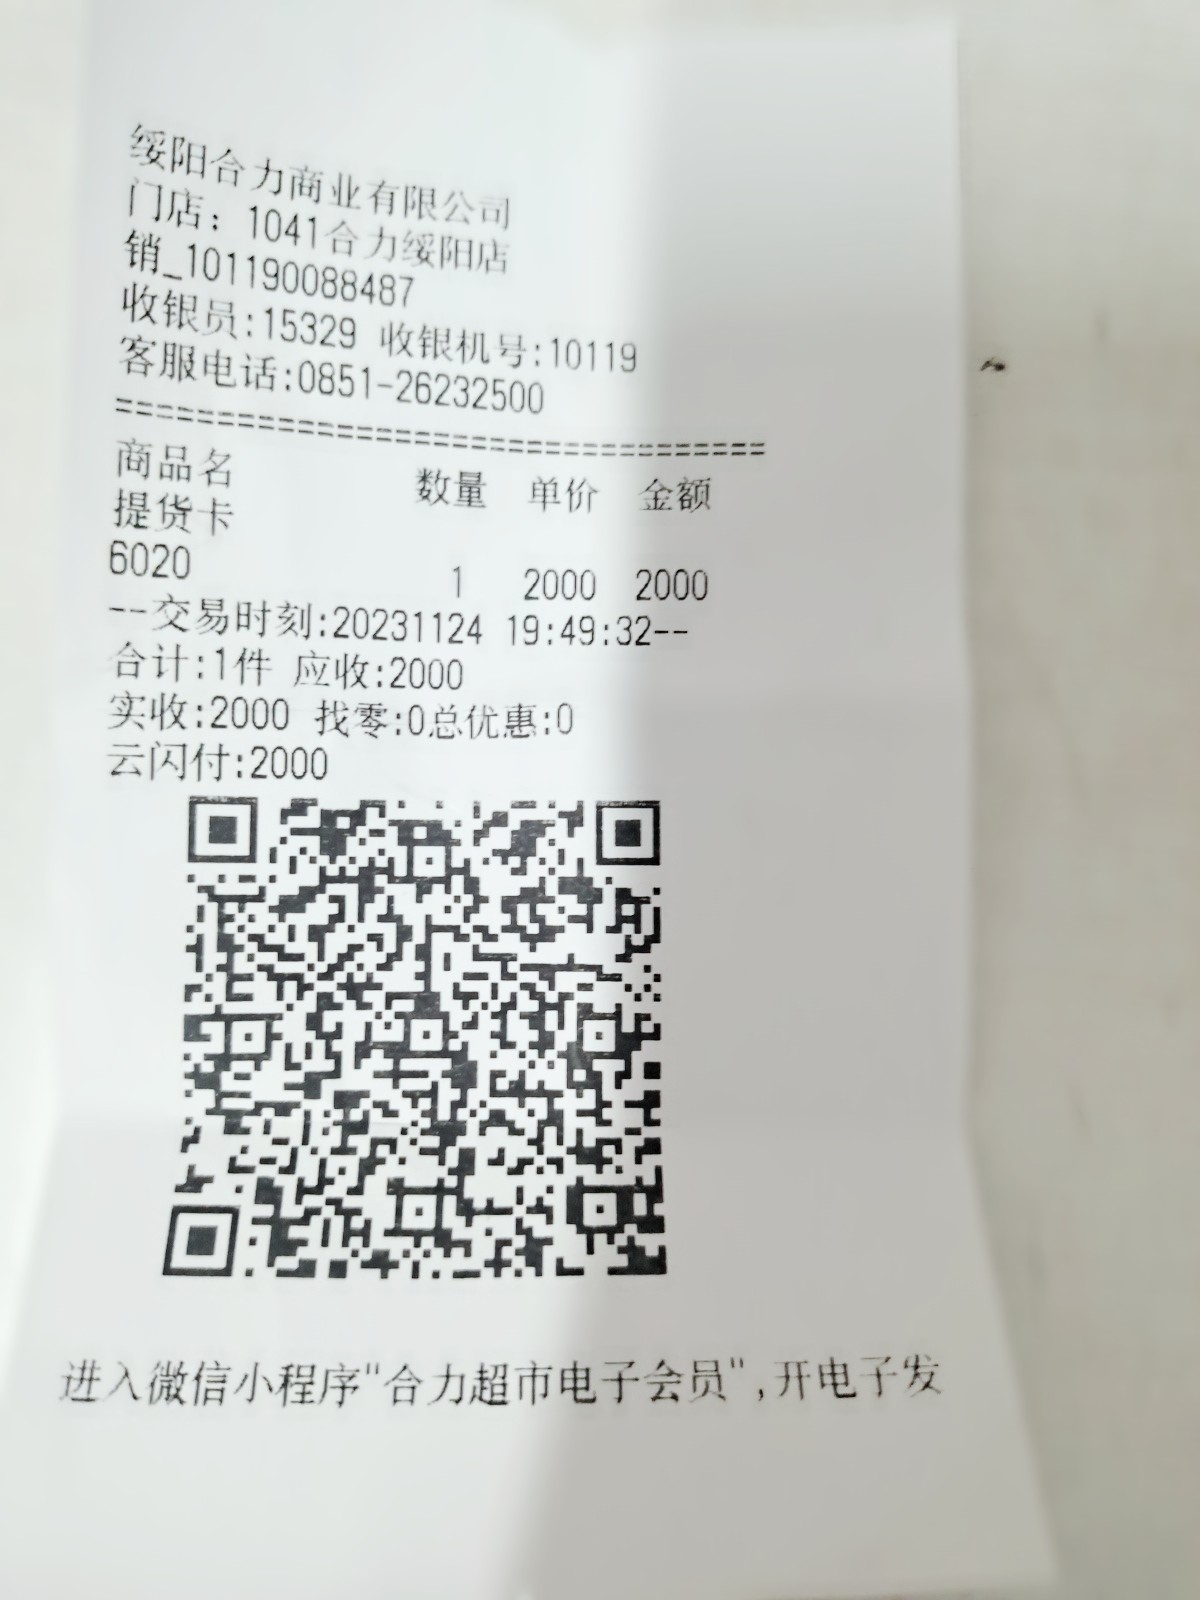 绥阳合力商业有限公司
门店：1041合力绥阳店
销_101190088487
收银员:15329 收银机号:10119
客服电话:0851-26232500
=================================
商品名 数量 单价 金额
提货卡
6020 1 2000 2000
--交易时刻:20231124 19:49:32--
合计:1件 应收:2000
实收:2000 找零:0总优惠:0
云闪付:2000
进入微信小程序"合力超市电子会员",开电子发